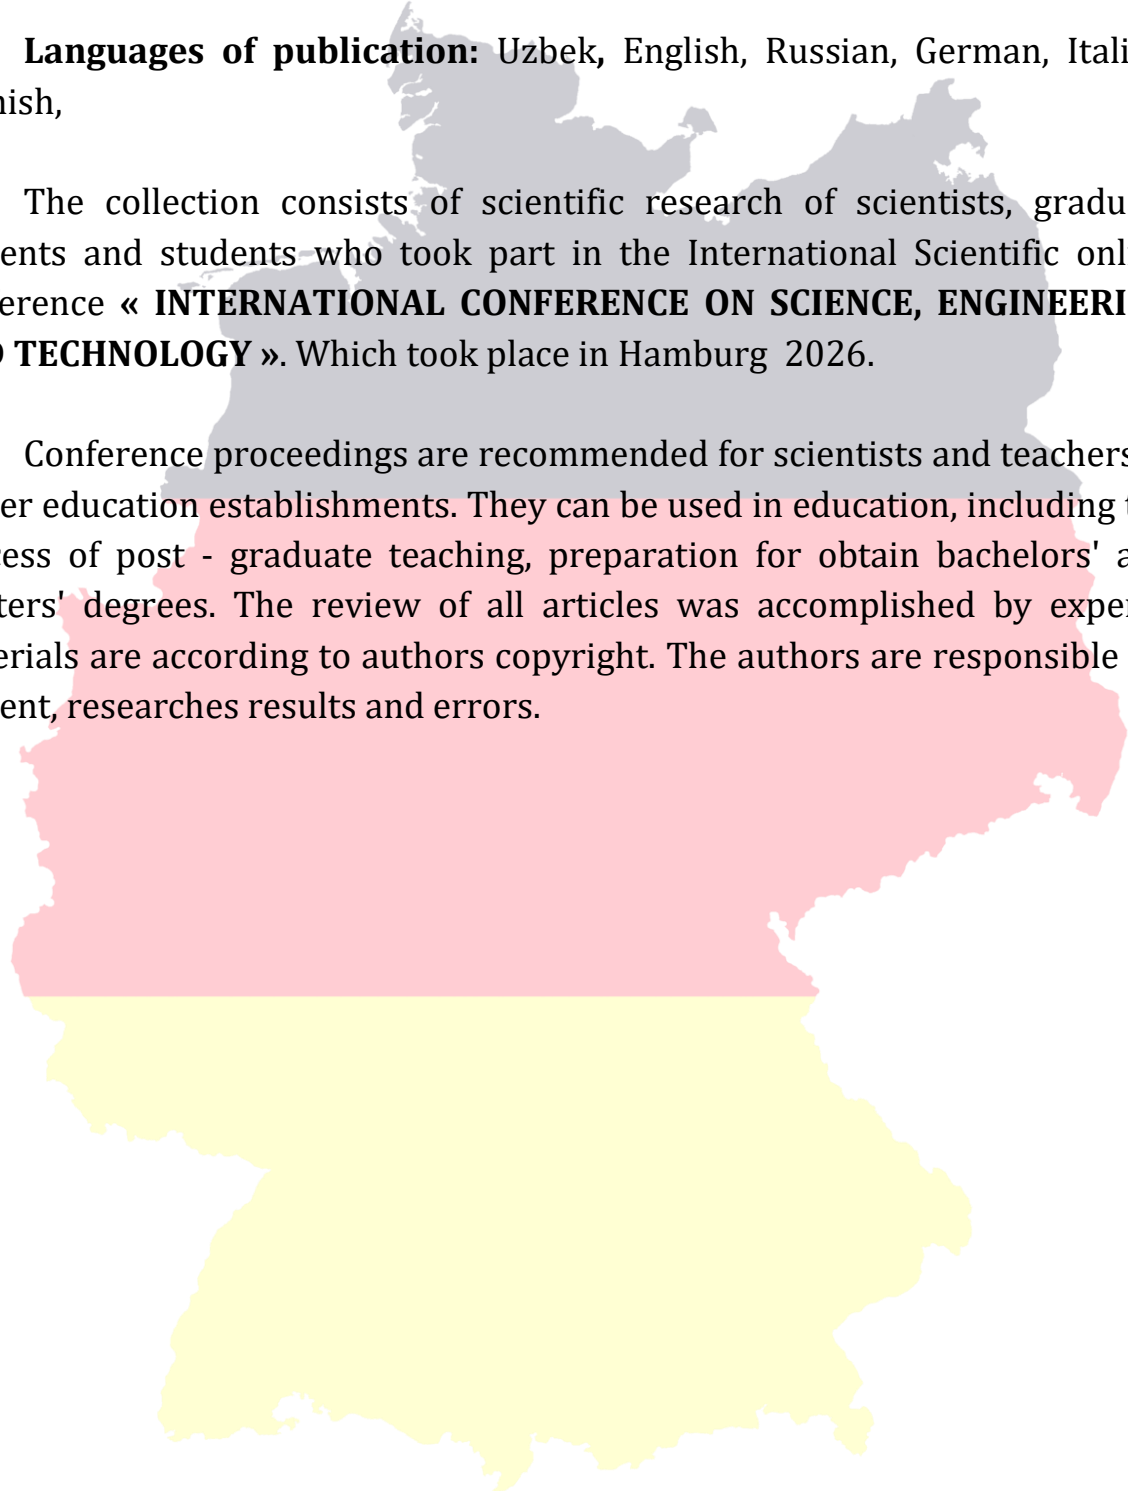 Languages of publication: Uzbek, English, Russian, German, Itali
nish,
The collection consists of scientific research of scientists, gradu
ents and students who took part in the International Scientific onl
erence « INTERNATIONAL CONFERENCE ON SCIENCE, ENGINEERI
TECHNOLOGY ». Which took place in Hamburg 2026.
Conference proceedings are recommended for scientists and teachers
er education establishments. They can be used in education, including t
cess of post - graduate teaching, preparation for obtain bachelors' a
ters' degrees. The review of all articles was accomplished by exper
erials are according to authors copyright. The authors are responsible
ent, researches results and errors.